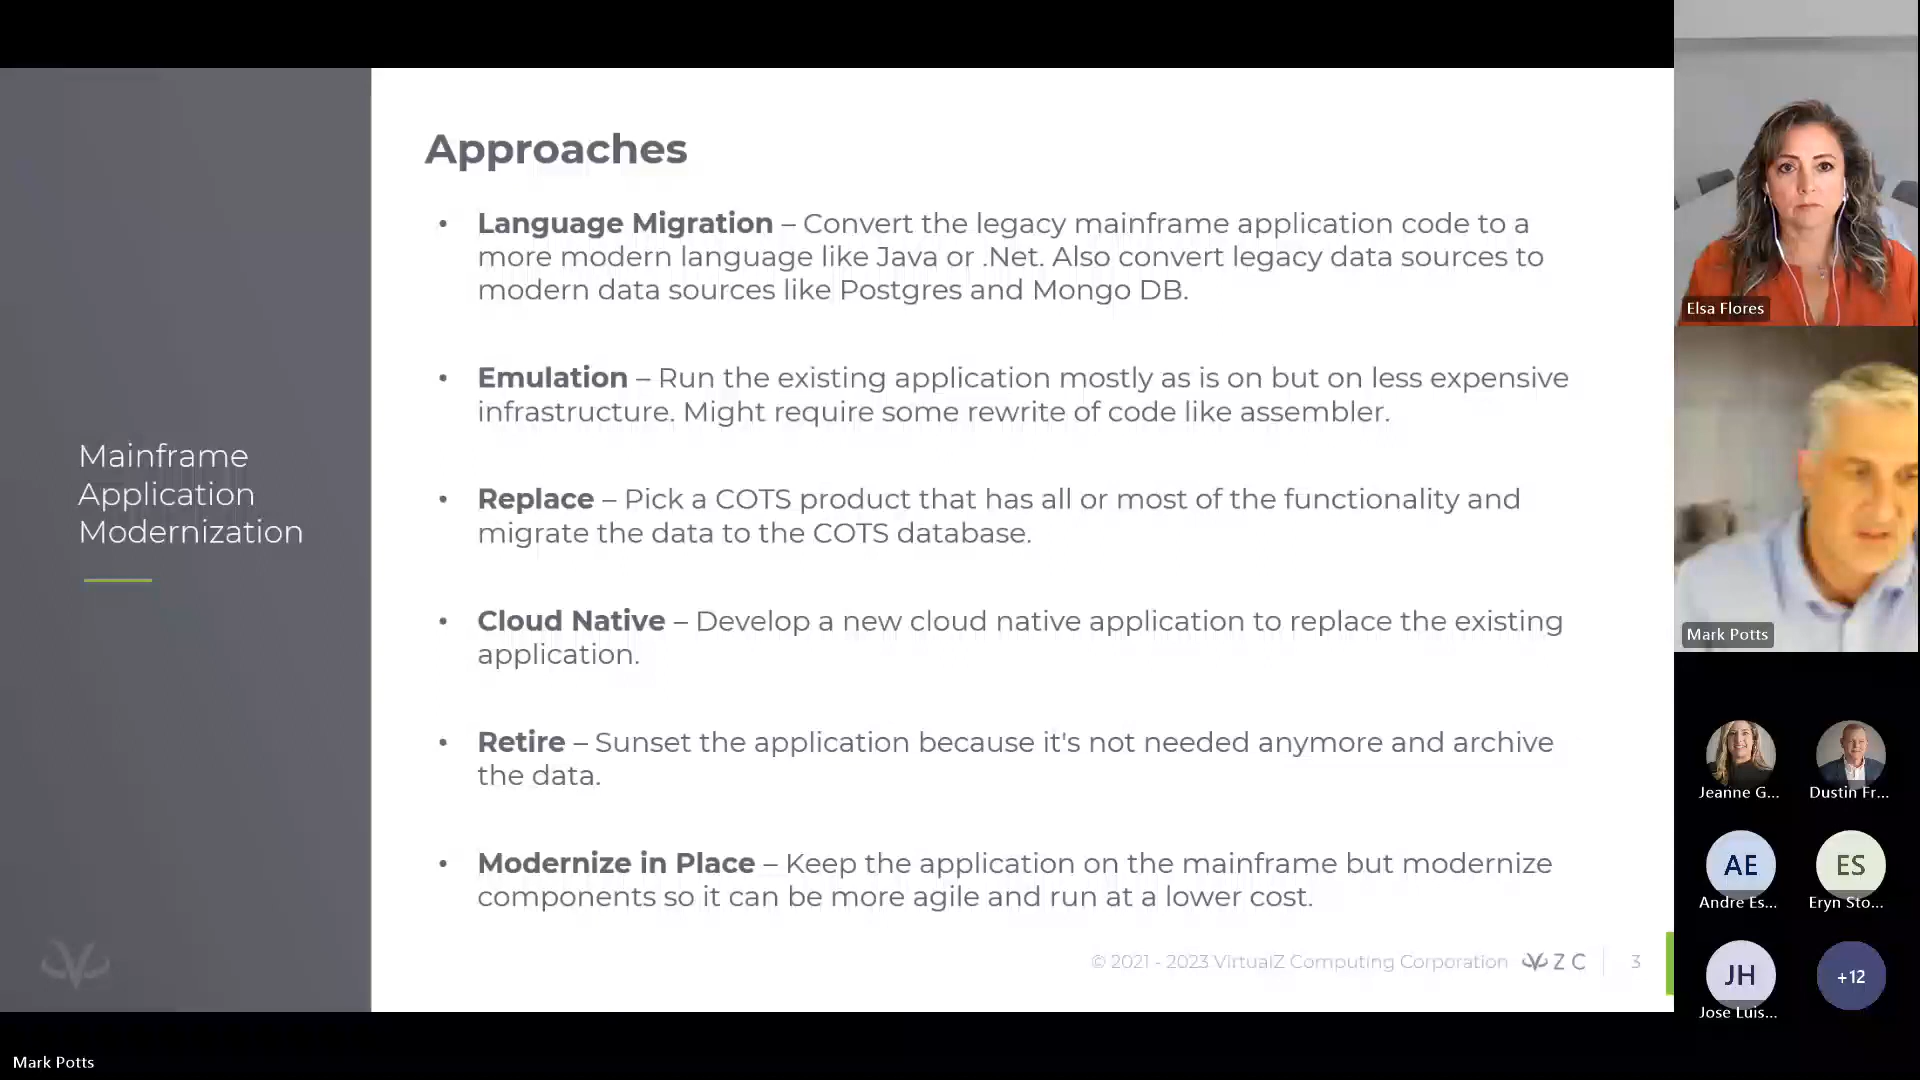 Mainframe
Application
Modernization
Approaches
• Language Migration – Convert the legacy mainframe application code to a
more modern language like Java or .Net. Also convert legacy data sources to
modern data sources like Postgres and Mongo DB.
• Emulation – Run the existing application mostly as is on but on less expensive
infrastructure. Might require some rewrite of code like assembler.
• Replace – Pick a COTS product that has all or most of the functionality and
migrate the data to the COTS database.
• Cloud Native – Develop a new cloud native application to replace the existing
application.
• Retire – Sunset the application because it's not needed anymore and archive
the data.
• Modernize in Place – Keep the application on the mainframe but modernize
components so it can be more agile and run at a lower cost.
© 2021 - 2023 VirtualZ Computing Corporation VZC 3
Elsa Flores
Mark Potts
Jeanne G...
Dustin Fr...
AE
Andre Es...
ES
Eryn Sto...
JH
Jose Luis...
+12
Mark Potts